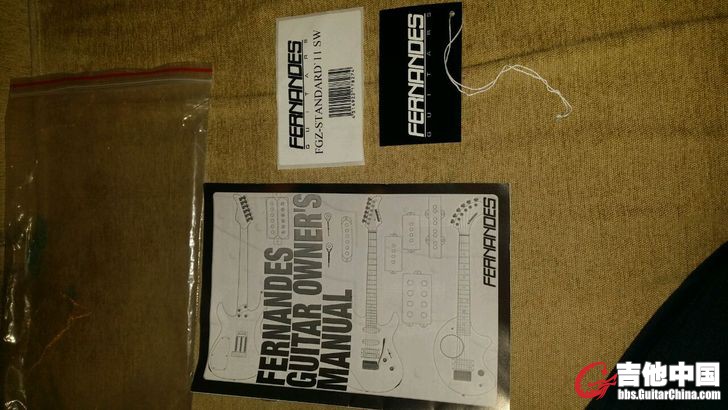 FERNANDES
GUITARS
FGZ-STANDARD'11 SW
FERNANDES
GUITARS
FERNANDES
GUITAR OWNER'S
MANUAL
FERNANDES
吉他中国
bbs.GuitarChina.com